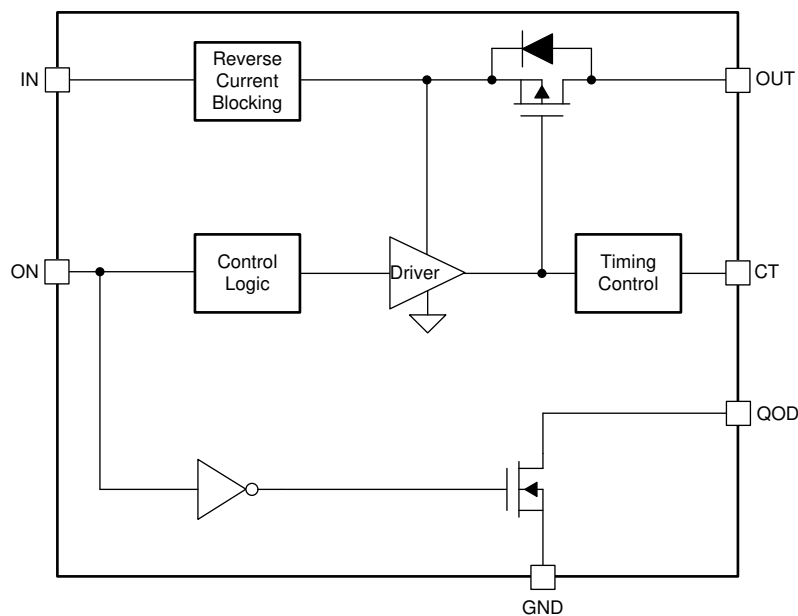 Reverse
Current
Blocking
IN
OUT
ON
Control
Logic
Driver
Timing
Control
CT
QOD
GND